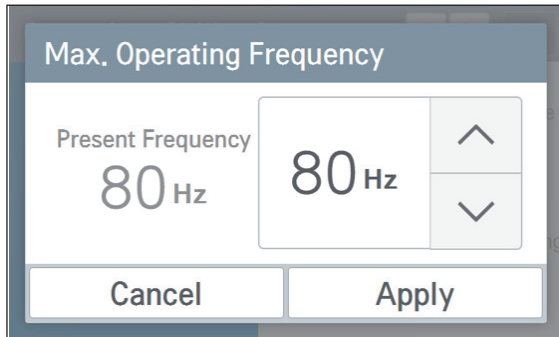 Max. Operating Frequency
Present Frequency
80 Hz
80 Hz
Cancel
Apply